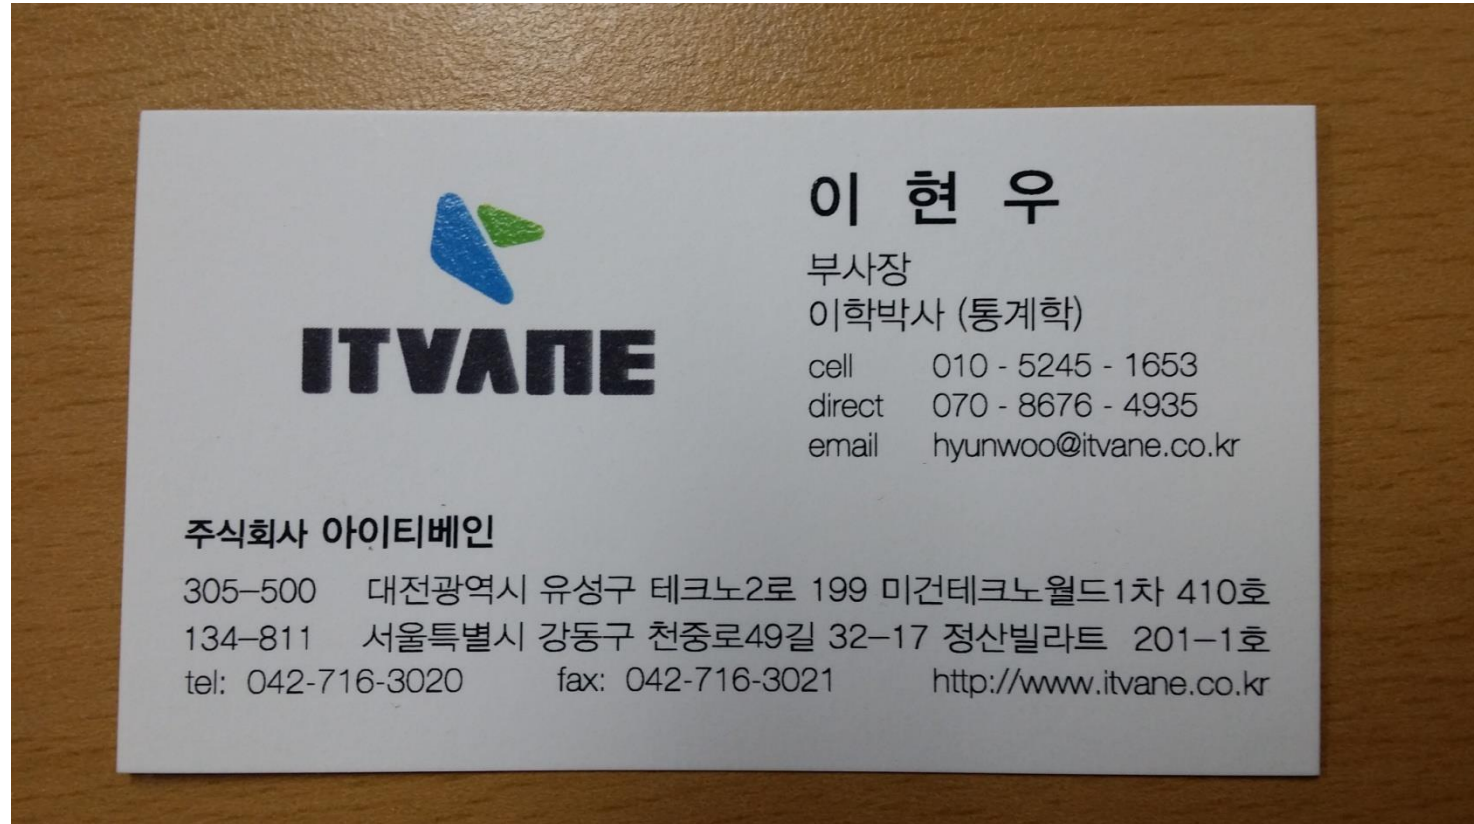 ITVANE
이 현 우
부사장
이학박사 (통계학)
cell 010 - 5245 - 1653
direct 070 - 8676 - 4935
email hyunwoo@itvane.co.kr
주식회사 아이티베인
305-500 대전광역시 유성구 테크노2로 199 미건테크노월드1차 410호
134-811 서울특별시 강동구 천중로49길 32-17 정산빌라트 201-1호
tel: 042-716-3020 fax: 042-716-3021 http://www.itvane.co.kr